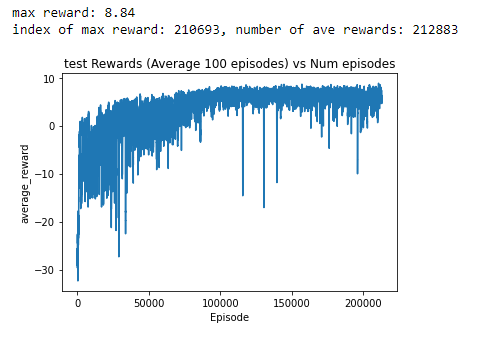 max reward: 8.84
index of max reward: 210693, number of ave rewards: 212883
test Rewards (Average 100 episodes) vs Num episodes
10
0
−10
−20
−30
average_reward
0 50000 100000 150000 200000
Episode